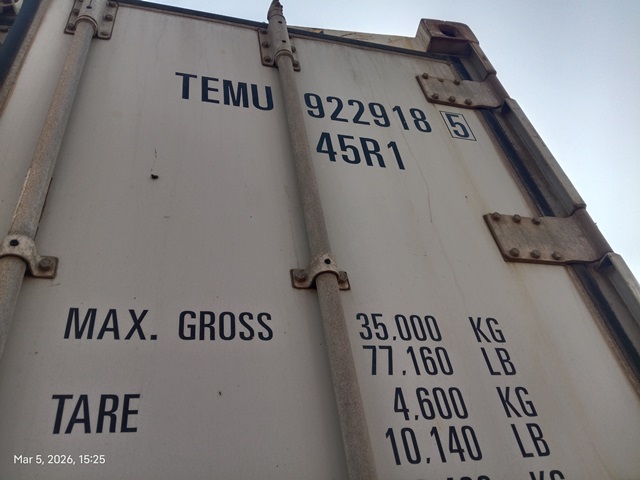 TEMU 922918 5
45R1
MAX. GROSS 35.000 KG
77.160 LB
TARE 4,600 KG
10.140 LB
KG
Mar 5, 2026, 15:25